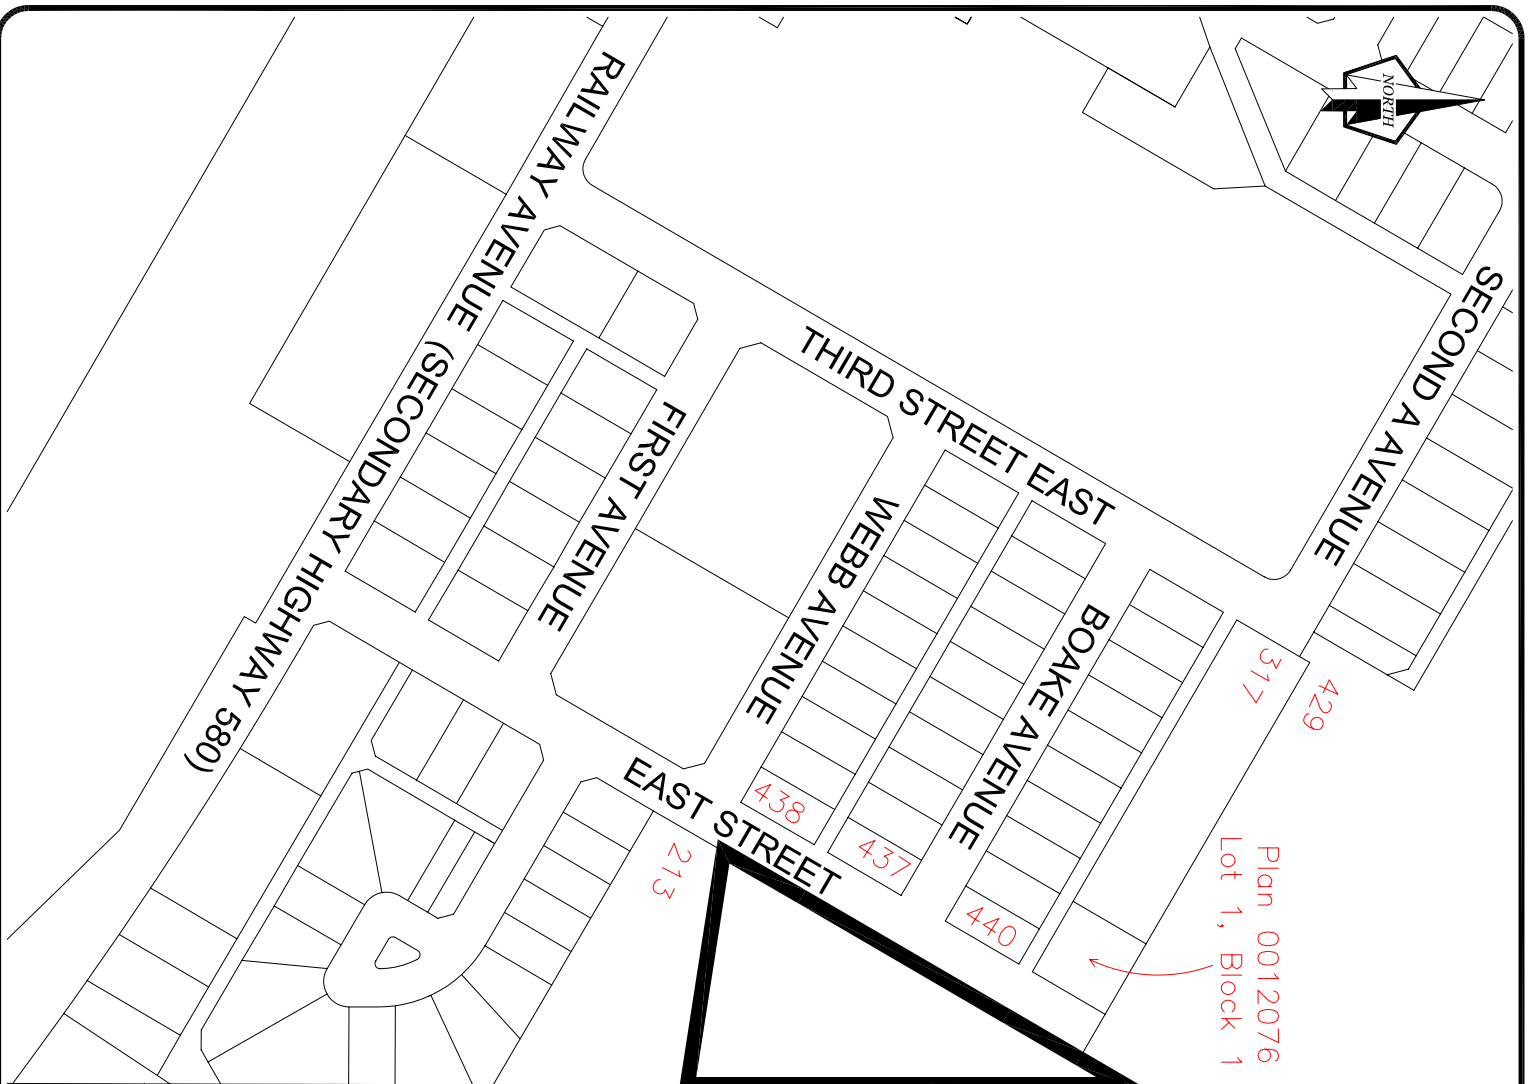 NORTH
RAILWAY AVENUE (SECONDARY HIGHWAY 580)
SECOND A AVENUE
THIRD STREET EAST
FIRST AVENUE
WEBB AVENUE
BOAKE AVENUE
EAST STREET
317
429
438
437
440
213
Plan 0012076
Lot 1, Block 1